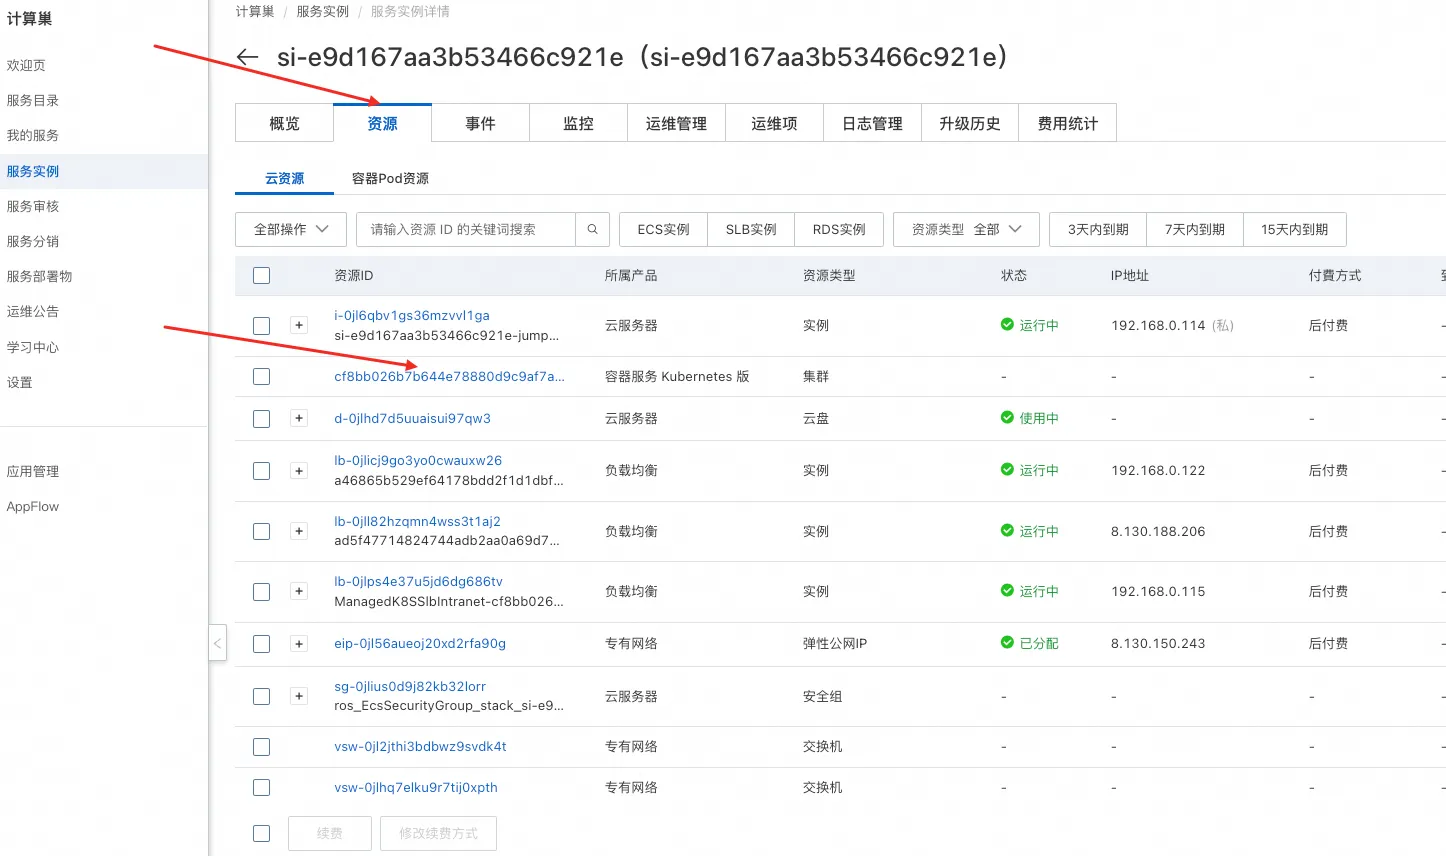 计算巢
欢迎页
服务目录
我的服务
服务实例
服务审核
服务分销
服务部署物
运维公告
学习中心
设置
应用管理
AppFlow
计算巢 / 服务实例 / 服务实例详情
← si-e9d167aa3b53466c921e（si-e9d167aa3b53466c921e）
概览 资源 事件 监控 运维管理 运维项 日志管理 升级历史 费用统计
云资源 容器Pod资源
全部操作 请输入资源 ID 的关键词搜索 ECS实例 SLB实例 RDS实例 资源类型 全部 3天内到期 7天内到期 15天内到期
资源ID 所属产品 资源类型 状态 IP地址 付费方式
i-0jl6qbv1gs36mzvvl1ga
si-e9d167aa3b53466c921e-jump... 云服务器 实例 运行中 192.168.0.114 (私) 后付费
cf8bb026b7b644e78880d9c9af7a... 容器服务 Kubernetes 版 集群 - - - -
d-0jlhd7d5uuaisui97qw3 云服务器 云盘 使用中 - - -
lb-0jlicj9go3yo0cwauxw26
a46865b529ef64178bdd2f1d1dbf... 负载均衡 实例 运行中 192.168.0.122 后付费 -
lb-0jll82hzqmn4wss3t1aj2
ad5f47714824744adb2aa0a69d7... 负载均衡 实例 运行中 8.130.188.206 后付费 -
lb-0jlps4e37u5jd6dg686tv
ManagedK8SSlbIntranet-cf8bb026... 负载均衡 实例 运行中 192.168.0.115 后付费 -
eip-0jl56aueoj20xd2rfa90g 专有网络 弹性公网IP 已分配 8.130.150.243 后付费 -
sg-0jlius0d9j82kb32lorr
ros_EcsSecurityGroup_stack_si-e9... 云服务器 安全组 - - - -
vsw-0jl2jthi3bdbwz9svdk4t 专有网络 交换机 - - - -
vsw-0jlhq7elku9r7tij0xpth 专有网络 交换机 - - - -
续费 修改续费方式